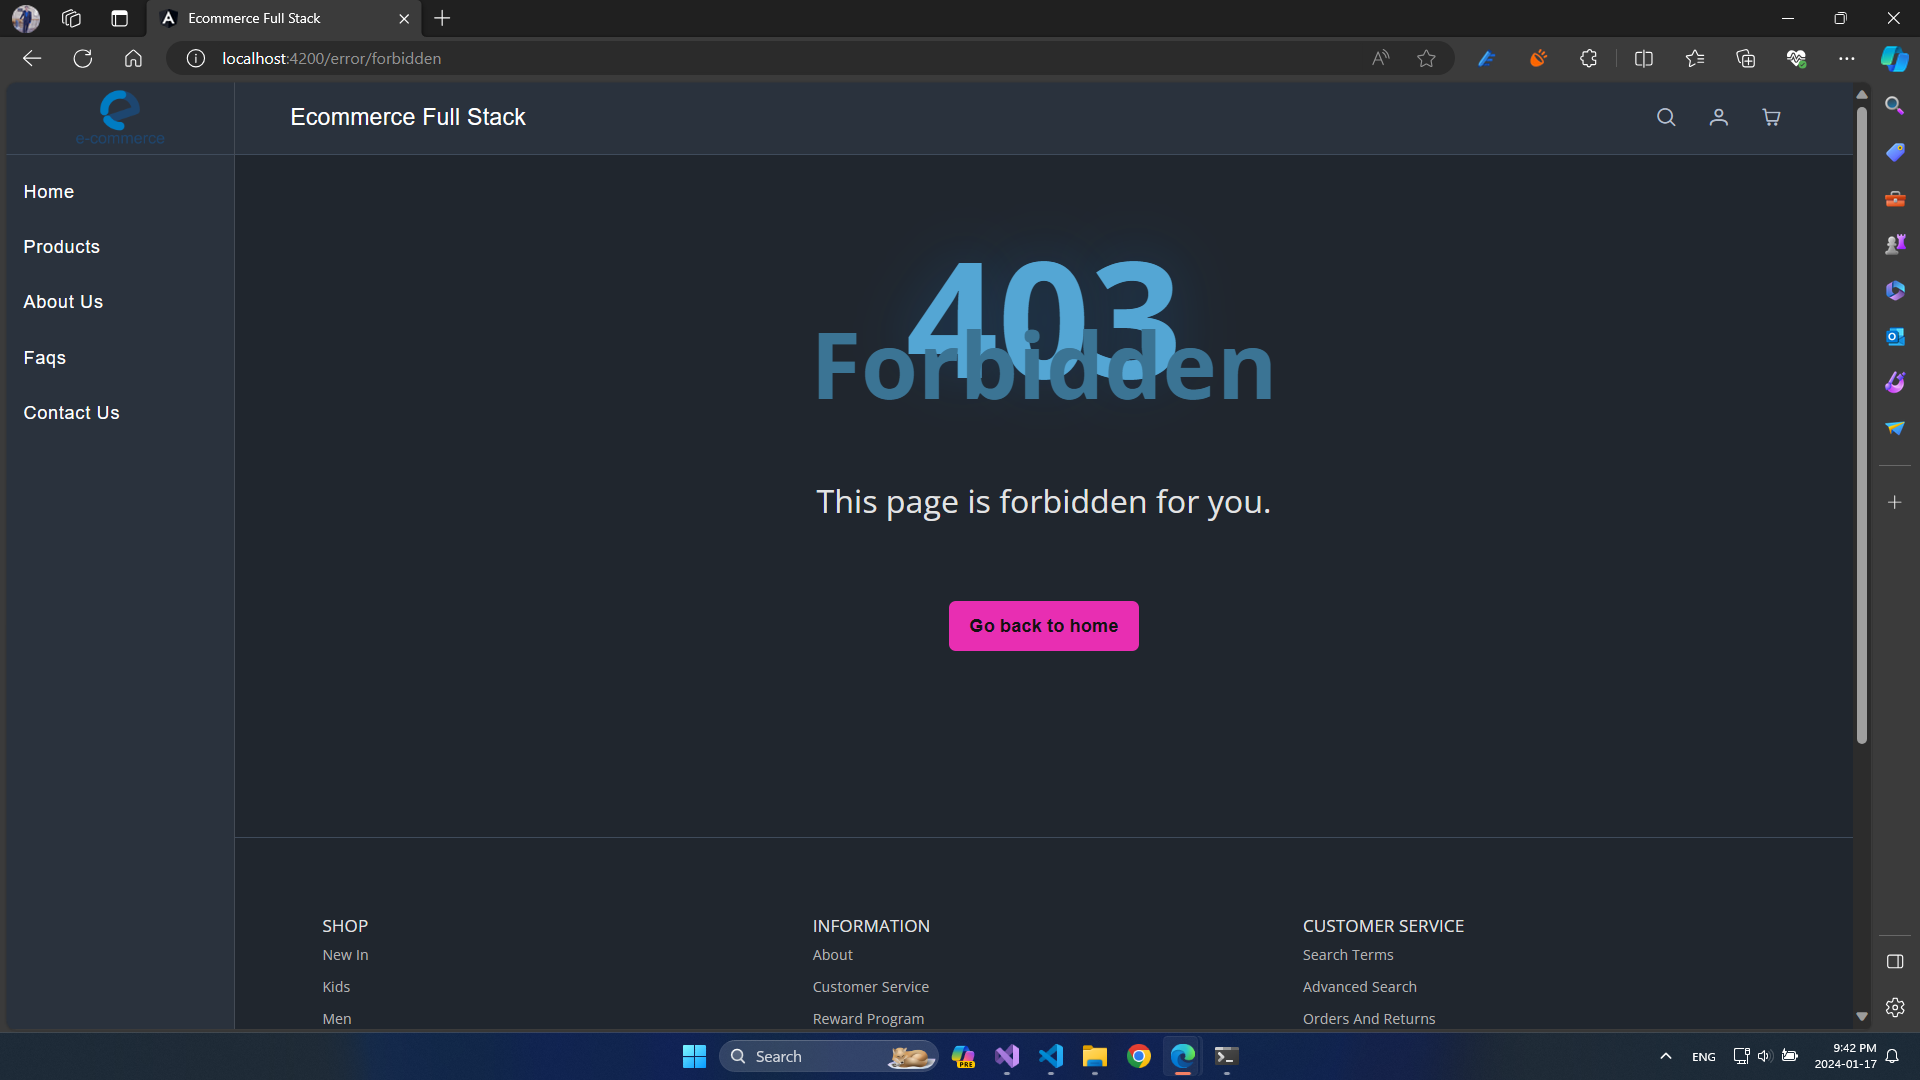 Ecommerce Full Stack
localhost:4200/error/forbidden
e-commerce
Ecommerce Full Stack
Home
Products
About Us
Faqs
Contact Us
403
Forbidden
This page is forbidden for you.
Go back to home
SHOP
New In
Kids
Men
INFORMATION
About
Customer Service
Reward Program
CUSTOMER SERVICE
Search Terms
Advanced Search
Orders And Returns
Search
PRE
ENG
9:42 PM
2024-01-17